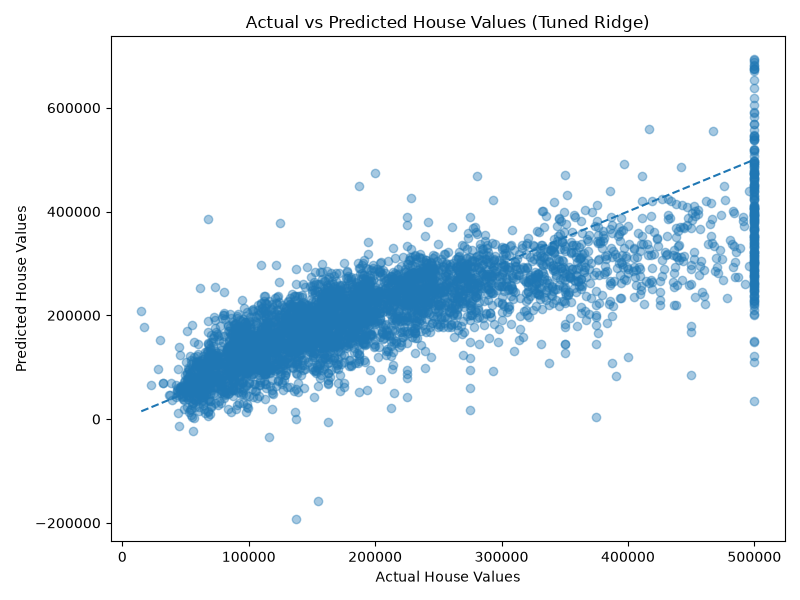 Actual vs Predicted House Values (Tuned Ridge)
Predicted House Values
600000
400000
200000
0
−200000
0 100000 200000 300000 400000 500000
Actual House Values